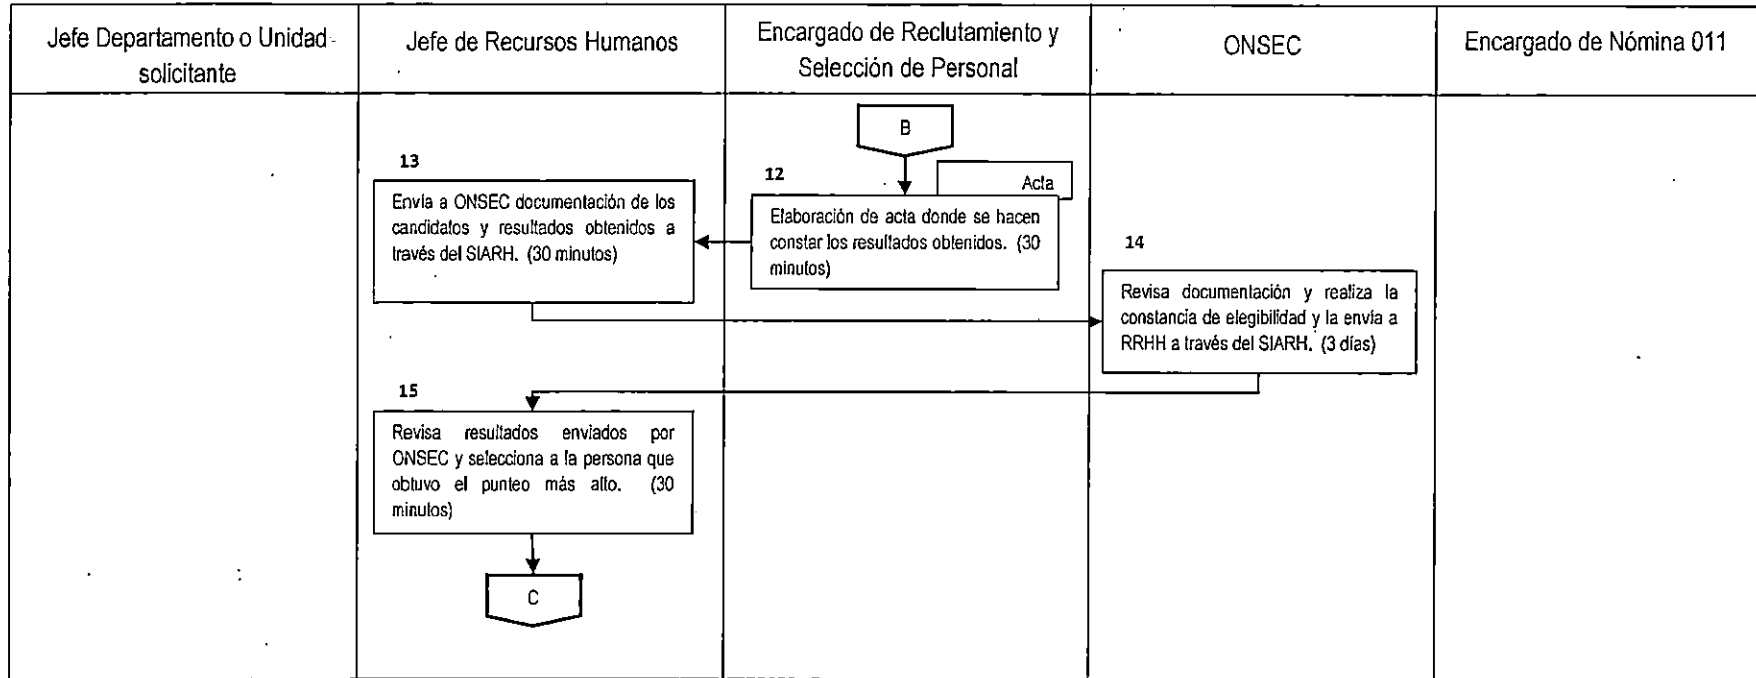 Jefe Departamento o Unidad
solicitante
Jefe de Recursos Humanos
Encargado de Reclutamiento y
Selección de Personal
ONSEC
Encargado de Nómina 011
B
12
Acta
Elaboración de acta donde se hacen
constar los resultados obtenidos. (30
minutos)
13
Envía a ONSEC documentación de los
candidatos y resultados obtenidos a
través del SIARH. (30 minutos)
14
Revisa documentación y realiza la
constancia de elegibilidad y la envía a
RRHH a través del SIARH. (3 días)
15
Revisa resultados enviados por
ONSEC y selecciona a la persona que
obtuvo el punteo más alto. (30
minutos)
C